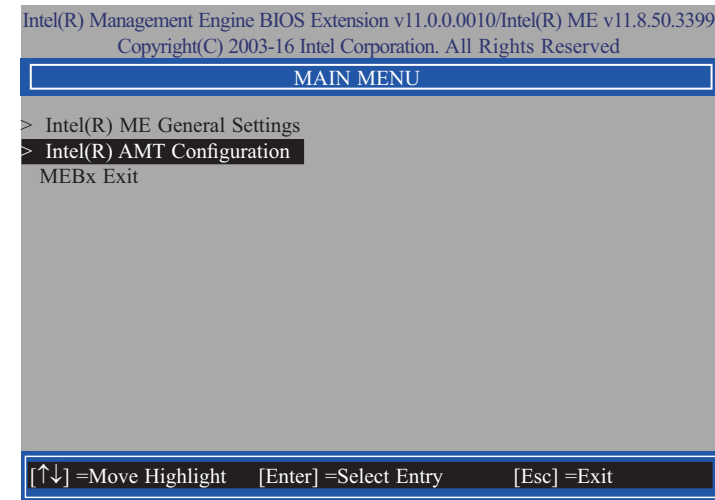 Intel(R) Management Engine BIOS Extension v11.0.0.0010/Intel(R) ME v11.8.50.3399
Copyright(C) 2003-16 Intel Corporation. All Rights Reserved
MAIN MENU
> Intel(R) ME General Settings
> Intel(R) AMT Configuration
MEBx Exit
[↑↓] =Move Highlight [Enter] =Select Entry [Esc] =Exit